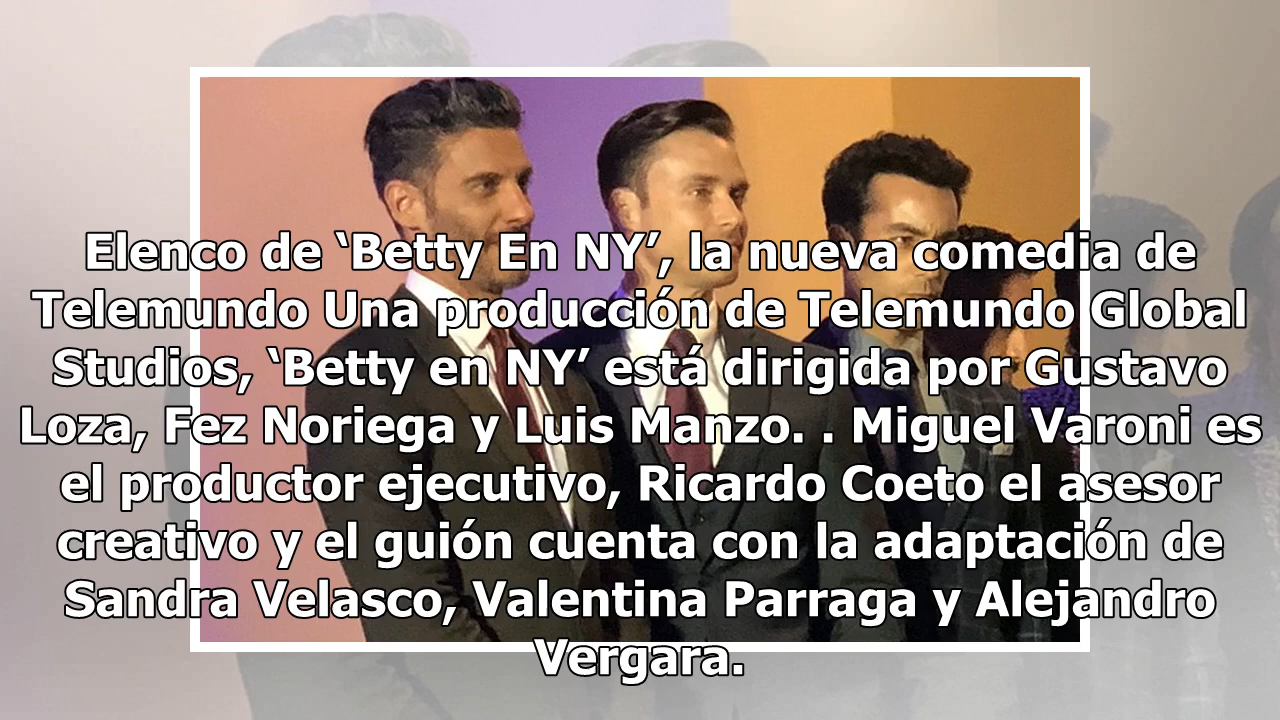 Elenco de ‘Betty En NY’, la nueva comedia de
Telemundo Una producción de Telemundo Global
Studios, ‘Betty en NY’ está dirigida por Gustavo
Loza, Fez Noriega y Luis Manzo. . Miguel Varoni es
el productor ejecutivo, Ricardo Coeto el asesor
creativo y el guión cuenta con la adaptación de
Sandra Velasco, Valentina Parraga y Alejandro
Vergara.